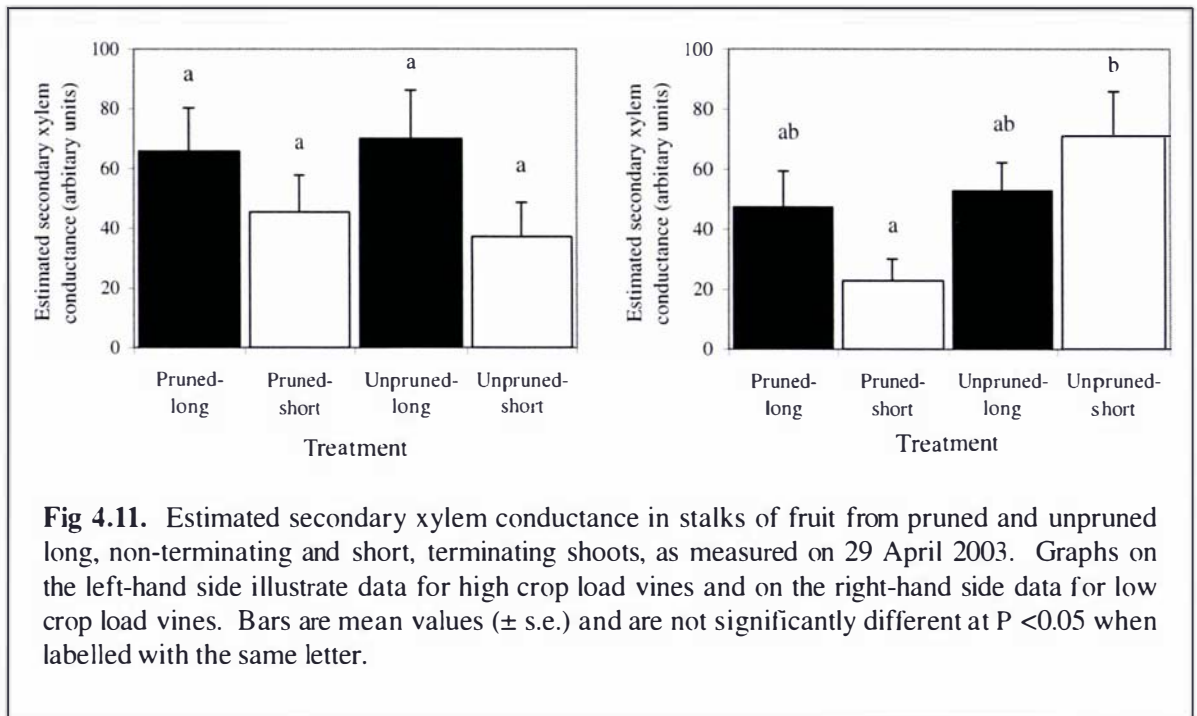 Estimated secondary xylem
conductance (arbitary units)
100
80
60
40
20
0
a
a
a
a
Pruned-
long
Pruned-
short
Unpruned-
long
Unpruned-
short
Treatment
Estimated secondary xylem
conductance (arbitary units)
100
80
60
40
20
0
ab
a
ab
b
Pruned-
long
Pruned-
short
Unpruned-
long
Unpruned-
short
Treatment
Fig 4.11. Estimated secondary xylem conductance in stalks of fruit from pruned and unpruned
long, non-terminating and short, terminating shoots, as measured on 29 April 2003. Graphs on
the left-hand side illustrate data for high crop load vines and on the right-hand side data for low
crop load vines. Bars are mean values (± s.e.) and are not significantly different at P <0.05 when
labelled with the same letter.